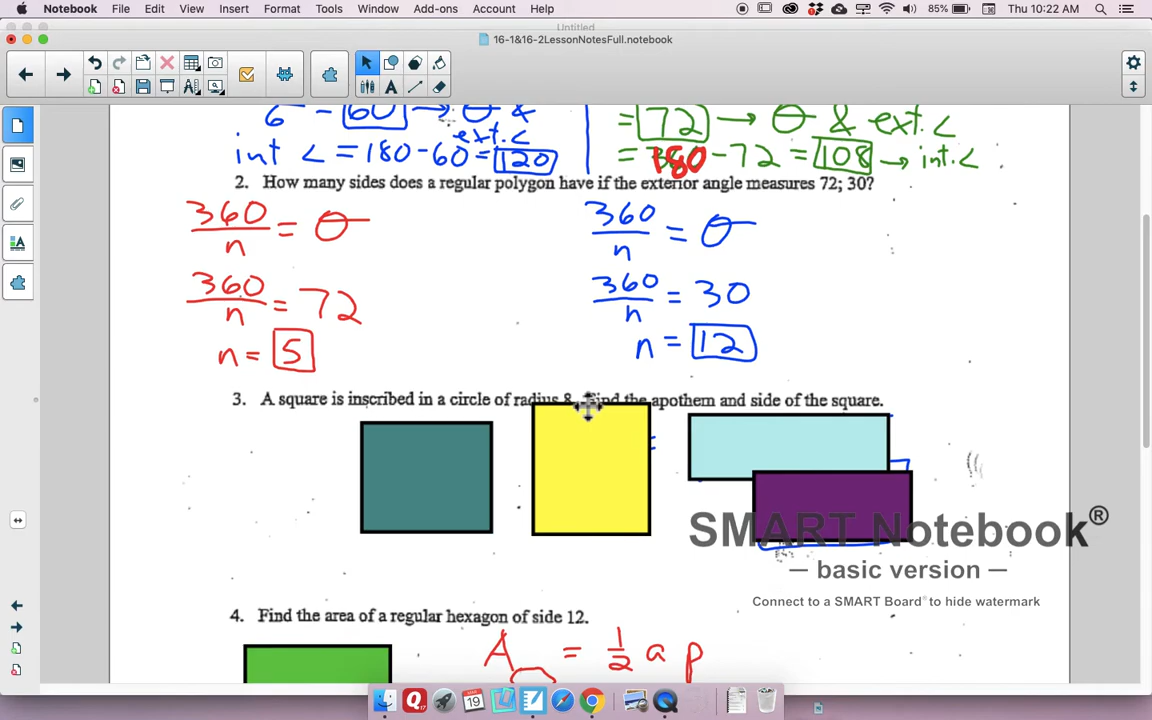 Notebook File Edit View Insert Format Tools Window Add-ons Account Help 85% Thu 10:22 AM
Untitled
16-1&16-2LessonNotesFull.notebook
60 → θ &
ext. ∠
int ∠ = 180 - 60 = 120
= 72 → θ & ext. ∠
= 180 - 72 = 108 → int. ∠
2. How many sides does a regular polygon have if the exterior angle measures 72; 30?
360/n = θ
360/n = 72
n = 5
360/n = θ
360/n = 30
n = 12
3. A square is inscribed in a circle of radius 8. Find the apothem and side of the square.
=
SMART Notebook®
— basic version —
Connect to a SMART Board® to hide watermark
4. Find the area of a regular hexagon of side 12.
A = 1/2 a p
19